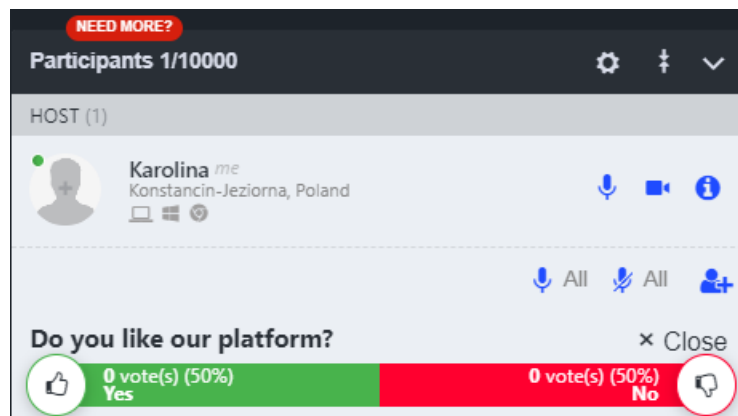 NEED MORE?
Participants 1/10000
HOST (1)
Karolina me
Konstancin-Jeziorna, Poland
All All
Do you like our platform? × Close
0 vote(s) (50%) 0 vote(s) (50%)
Yes No